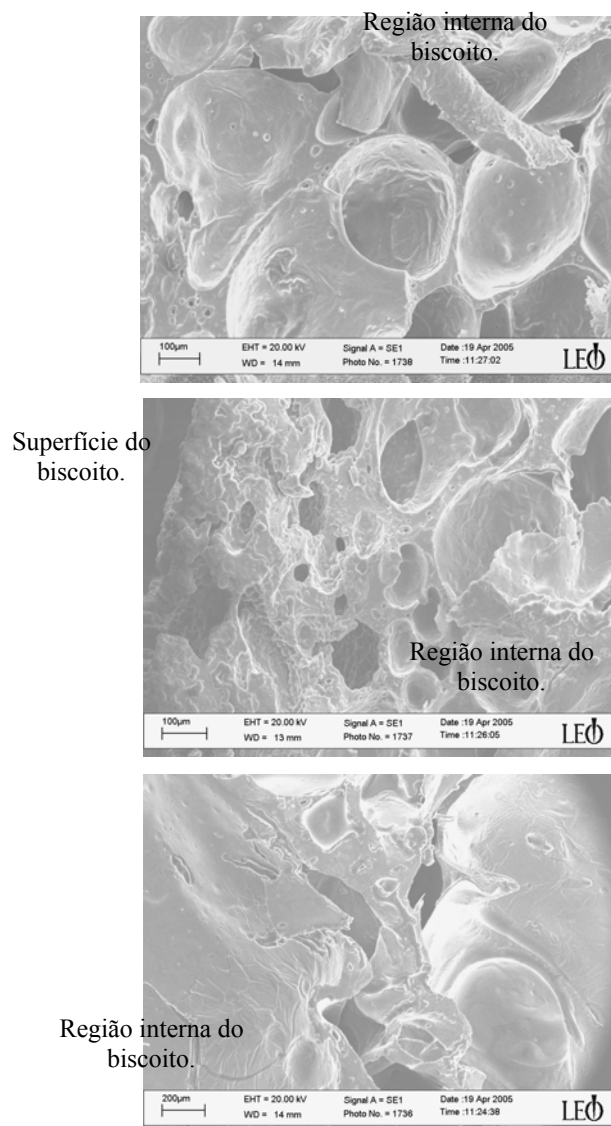 Região interna do
biscoito.
100µm
EHT = 20.00 kV
Signal A = SE1
Date :19 Apr 2005
WD = 14 mm
Photo No. = 1738
Time :11:27:02
LEO
Superfície do
biscoito.
Região interna do
biscoito.
100µm
EHT = 20.00 kV
Signal A = SE1
Date :19 Apr 2005
WD = 13 mm
Photo No. = 1737
Time :11:26:05
LEO
Região interna do
biscoito.
200µm
EHT = 20.00 kV
Signal A = SE1
Date :19 Apr 2005
WD = 14 mm
Photo No. = 1736
Time :11:24:38
LEO